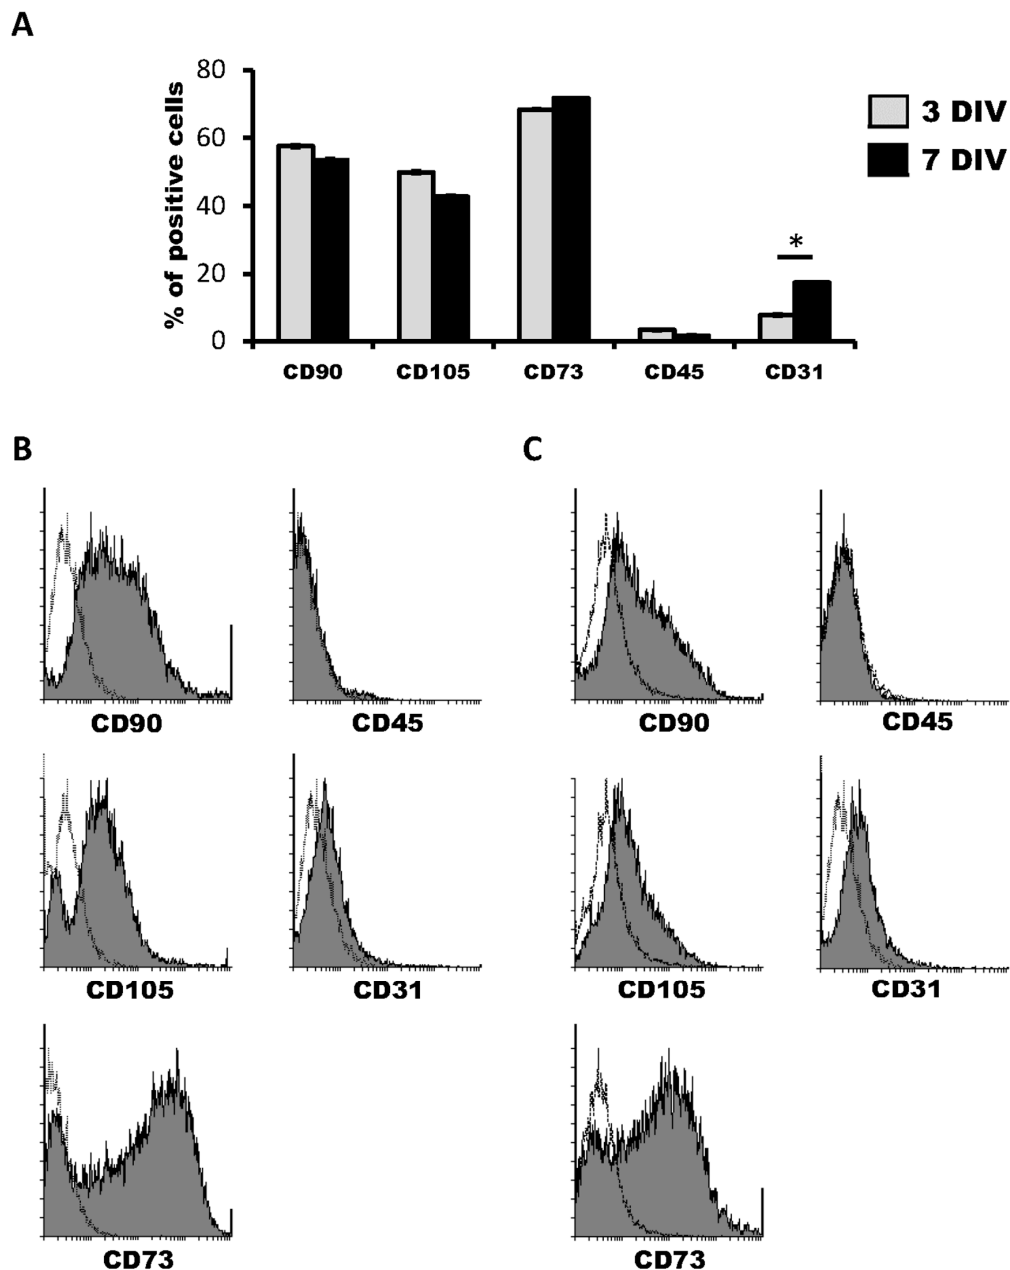 A
% of positive cells
80
60
40
20
0
CD90 CD105 CD73 CD45 CD31
*
3 DIV
7 DIV
B
C
CD90 CD45 CD90 CD45
CD105 CD31 CD105 CD31
CD73 CD73